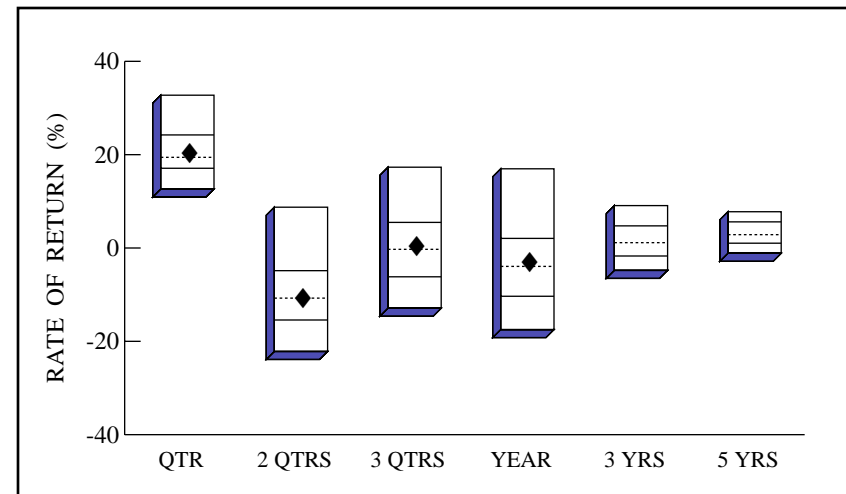 RATE OF RETURN (%)
40
20
0
-20
-40
QTR 2 QTRS 3 QTRS YEAR 3 YRS 5 YRS